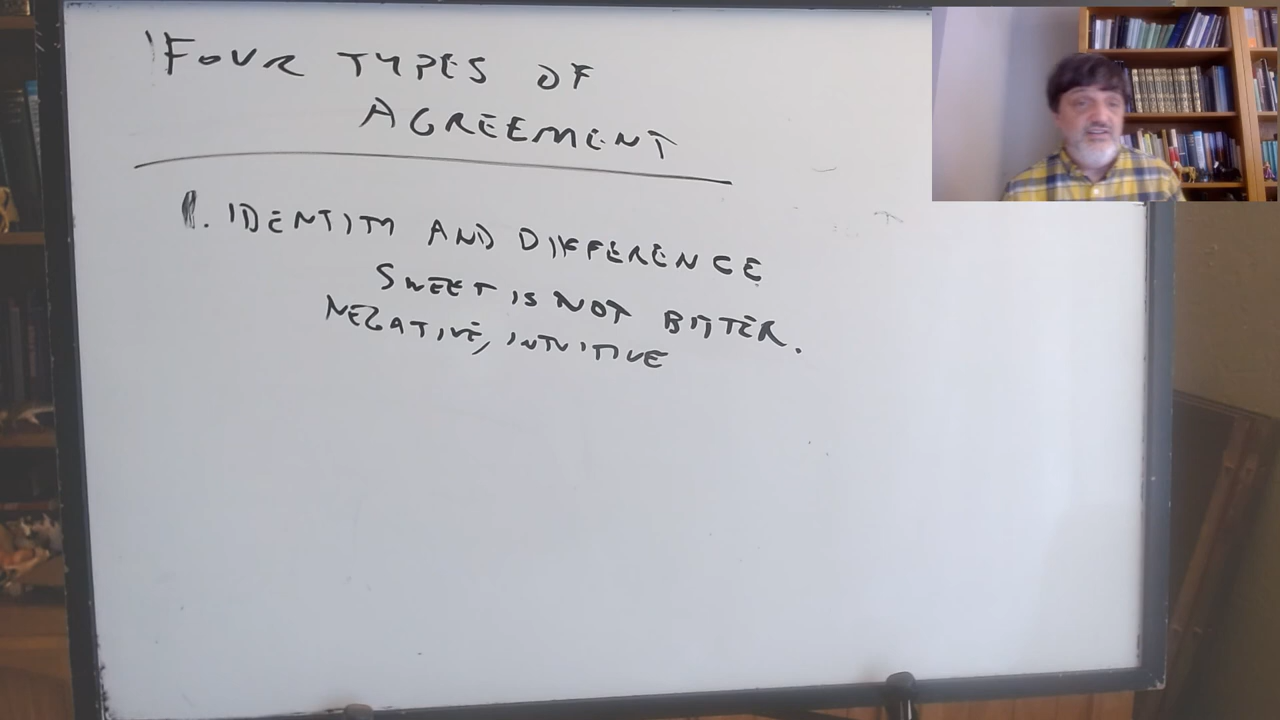 FOUR TYPES OF
AGREEMENT
1. IDENTITY AND DIFFERENCE
SWEET IS NOT BITTER.
NEGATIVE, INTUITIVE